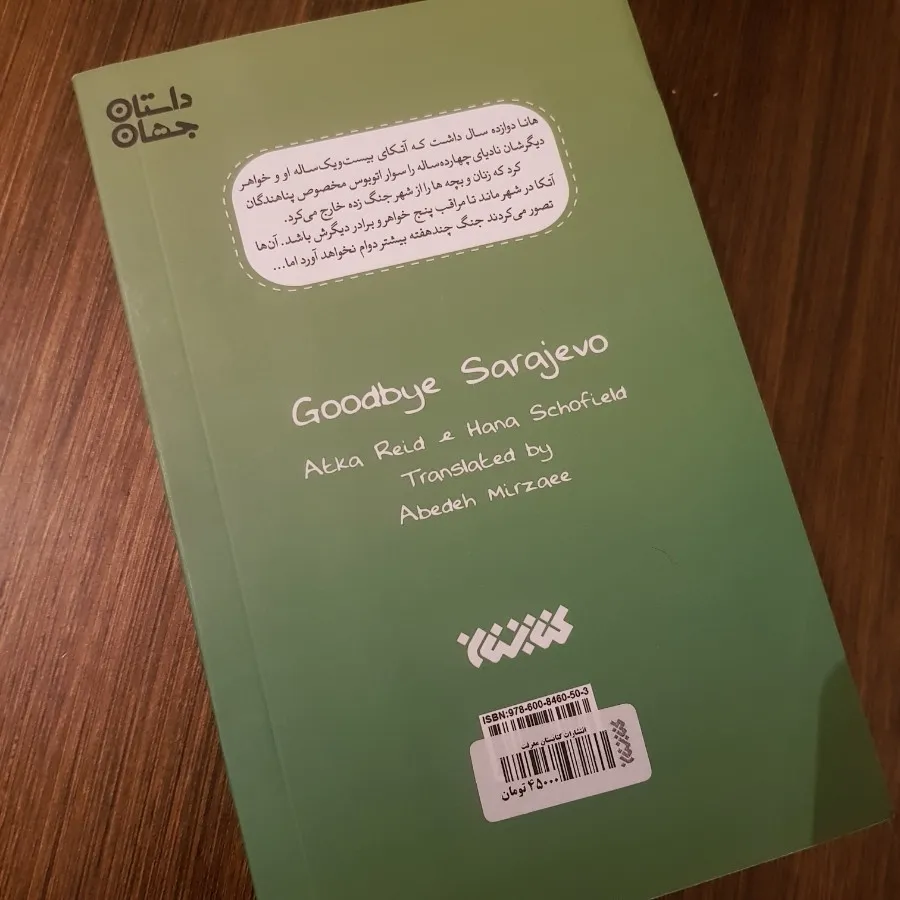 داستان
جهان
هانا دوازده سال داشت که آتکای بیست‌ویک‌ساله او و خواهر
دیگرشان نادیای چهارده‌ساله را سوار اتوبوس مخصوص پناهندگان
کرد که زنان و بچه ها را از شهر جنگ زده خارج می‌کرد.
آتکا در شهر ماند تا مراقب پنج خواهر و برادر دیگرش باشد. آن‌ها
تصور می‌کردند جنگ چند هفته بیشتر دوام نخواهد آورد اما...
Goodbye Sarajevo
Atka Reid & Hana Schofield
Translated by
Abedeh Mirzaee
کتابستان
ISBN:978-600-8460-50-3
انتشارات کتابستان معرفت
کتابستان
۴۵۰۰۰ تومان